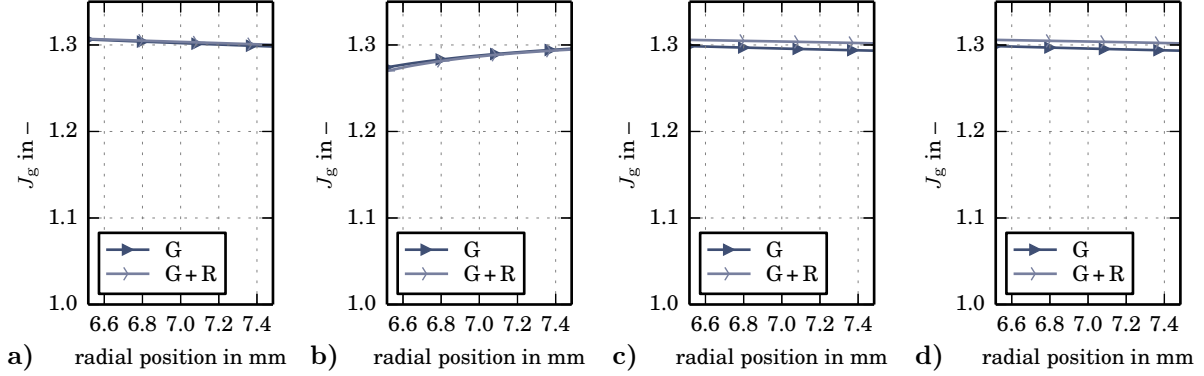 1.3
1.2
1.1
1.0
J_g in –
G
G + R
6.6 6.8 7.0 7.2 7.4
a) radial position in mm
1.3
1.2
1.1
1.0
J_g in –
G
G + R
6.6 6.8 7.0 7.2 7.4
b) radial position in mm
1.3
1.2
1.1
1.0
J_g in –
G
G + R
6.6 6.8 7.0 7.2 7.4
c) radial position in mm
1.3
1.2
1.1
1.0
J_g in –
G
G + R
6.6 6.8 7.0 7.2 7.4
d) radial position in mm